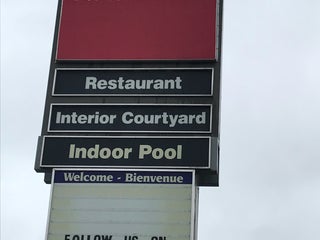 Restaurant
Interior Courtyard
Indoor Pool
Welcome - Bienvenue
FOLLOW US ON